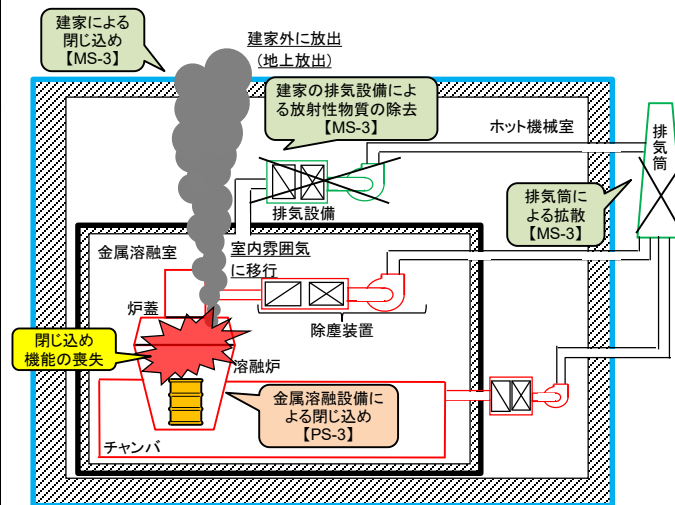 建家による
閉じ込め
【MS-3】
建家外に放出
(地上放出)
建家の排気設備によ
る放射性物質の除去
【MS-3】
ホット機械室
排気筒
排気設備
排気筒に
よる拡散
【MS-3】
金属溶融室
室内雰囲気
に移行
炉蓋
除塵装置
閉じ込め
機能の喪失
溶融炉
金属溶融設備
による閉じ込め
【PS-3】
チャンバ